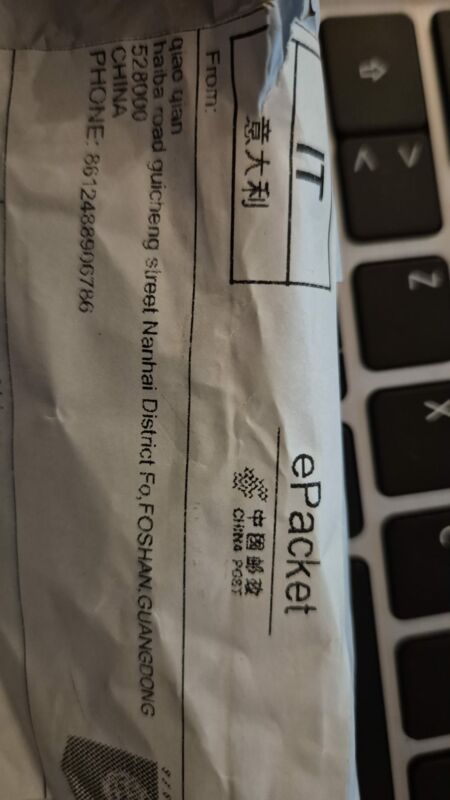 IT
意大利
ePacket
中国邮政
CHINA POST
From:
qiao qian
haiba road guicheng street Nanhai District Fo,FOSHAN.GUANGDONG
528000
CHINA
PHONE: 8612488906786
Z
X